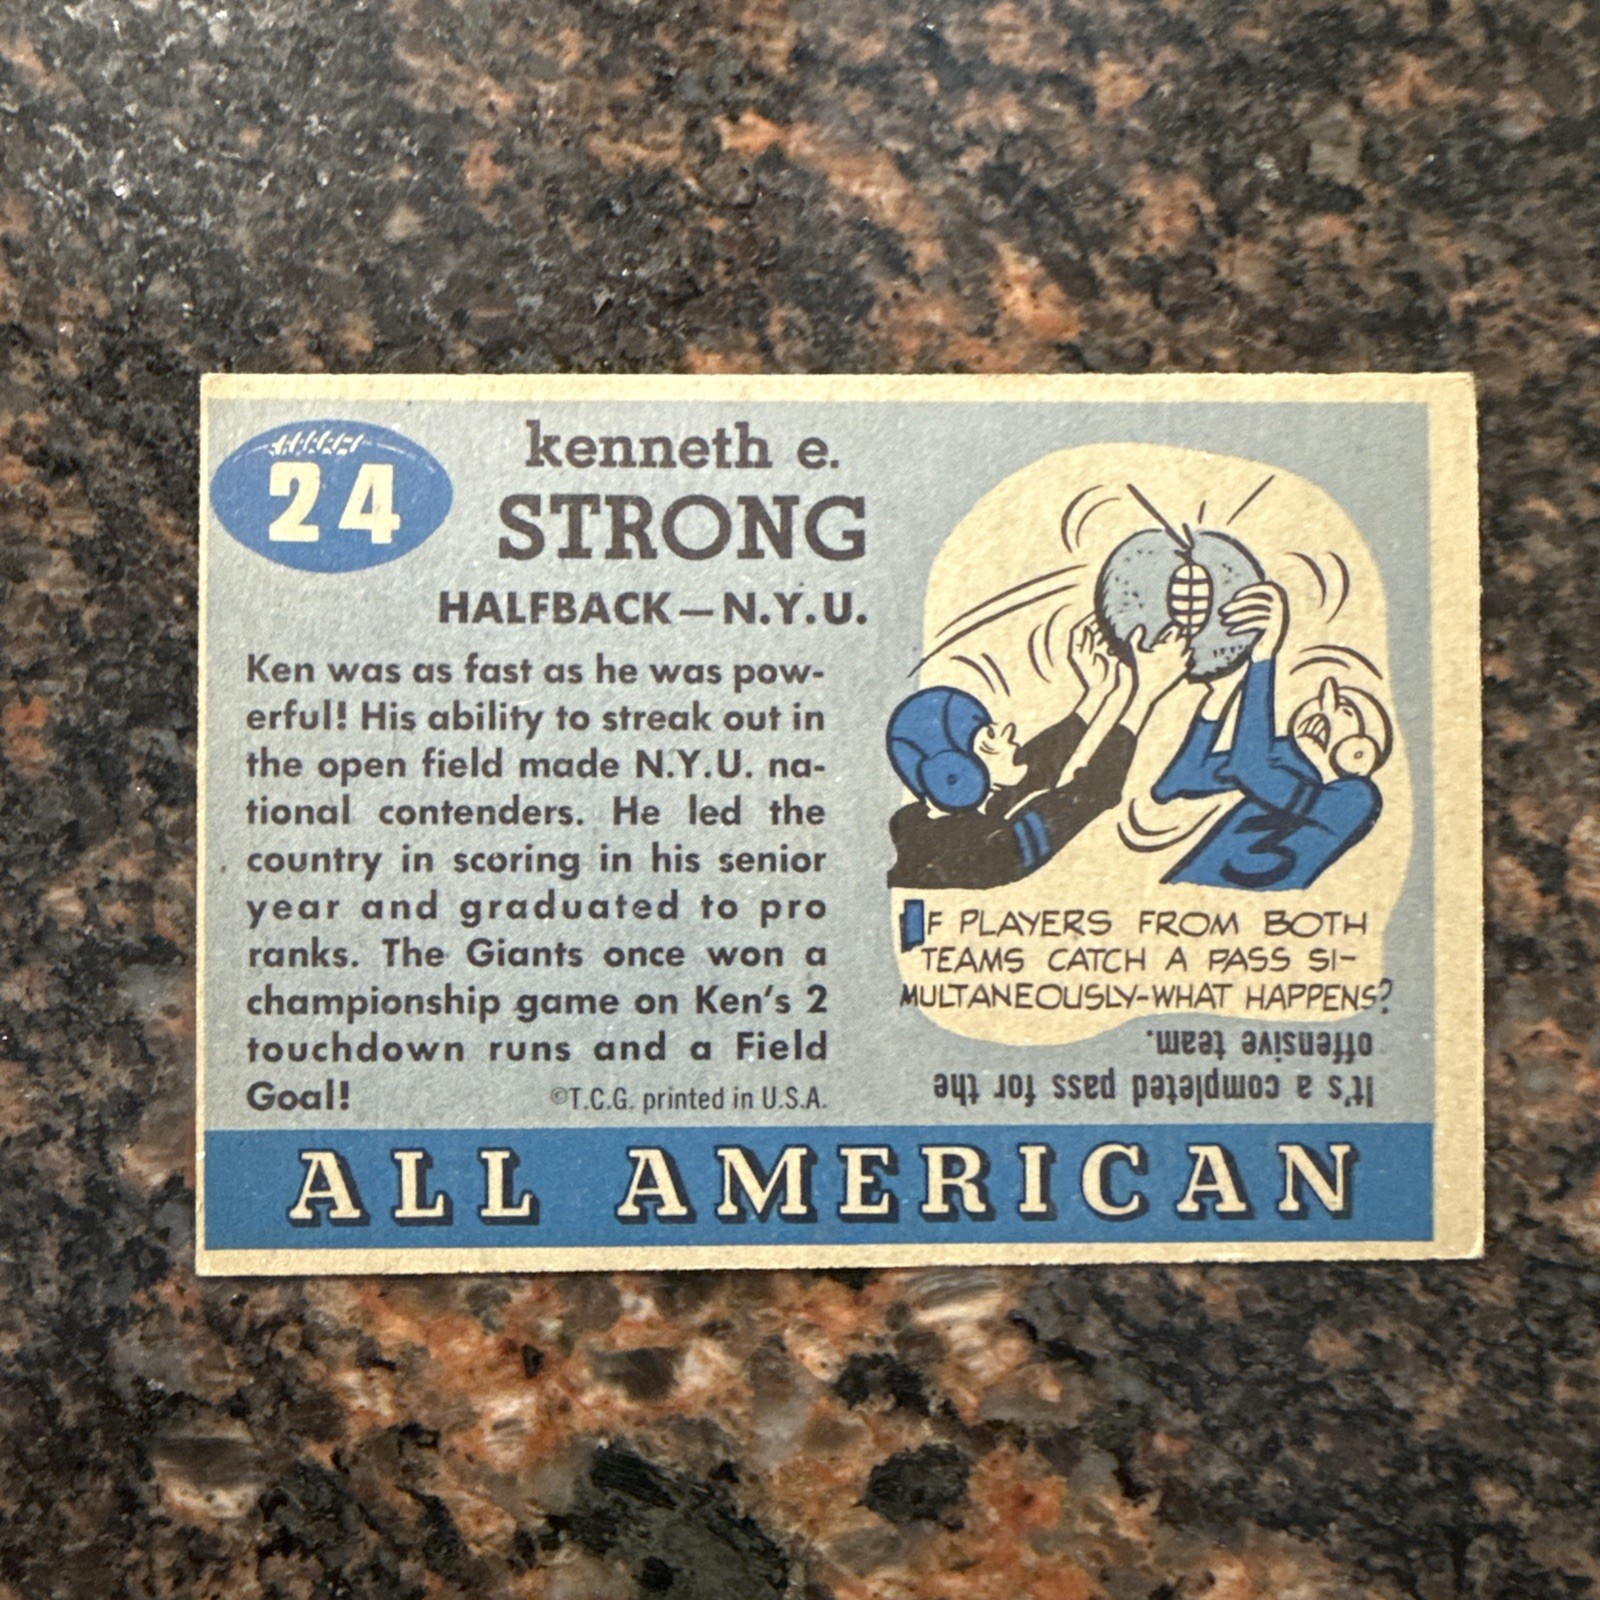 24
kenneth e.
STRONG
HALFBACK—N.Y.U.
Ken was as fast as he was pow-
erful! His ability to streak out in
the open field made N.Y.U. na-
tional contenders. He led the
country in scoring in his senior
year and graduated to pro
ranks. The Giants once won a
championship game on Ken's 2
touchdown runs and a Field
Goal!
©T.C.G. printed in U.S.A.
3
IF PLAYERS FROM BOTH
TEAMS CATCH A PASS SI-
MULTANEOUSLY-WHAT HAPPENS?
It's a completed pass for the
offensive team.
ALL AMERICAN